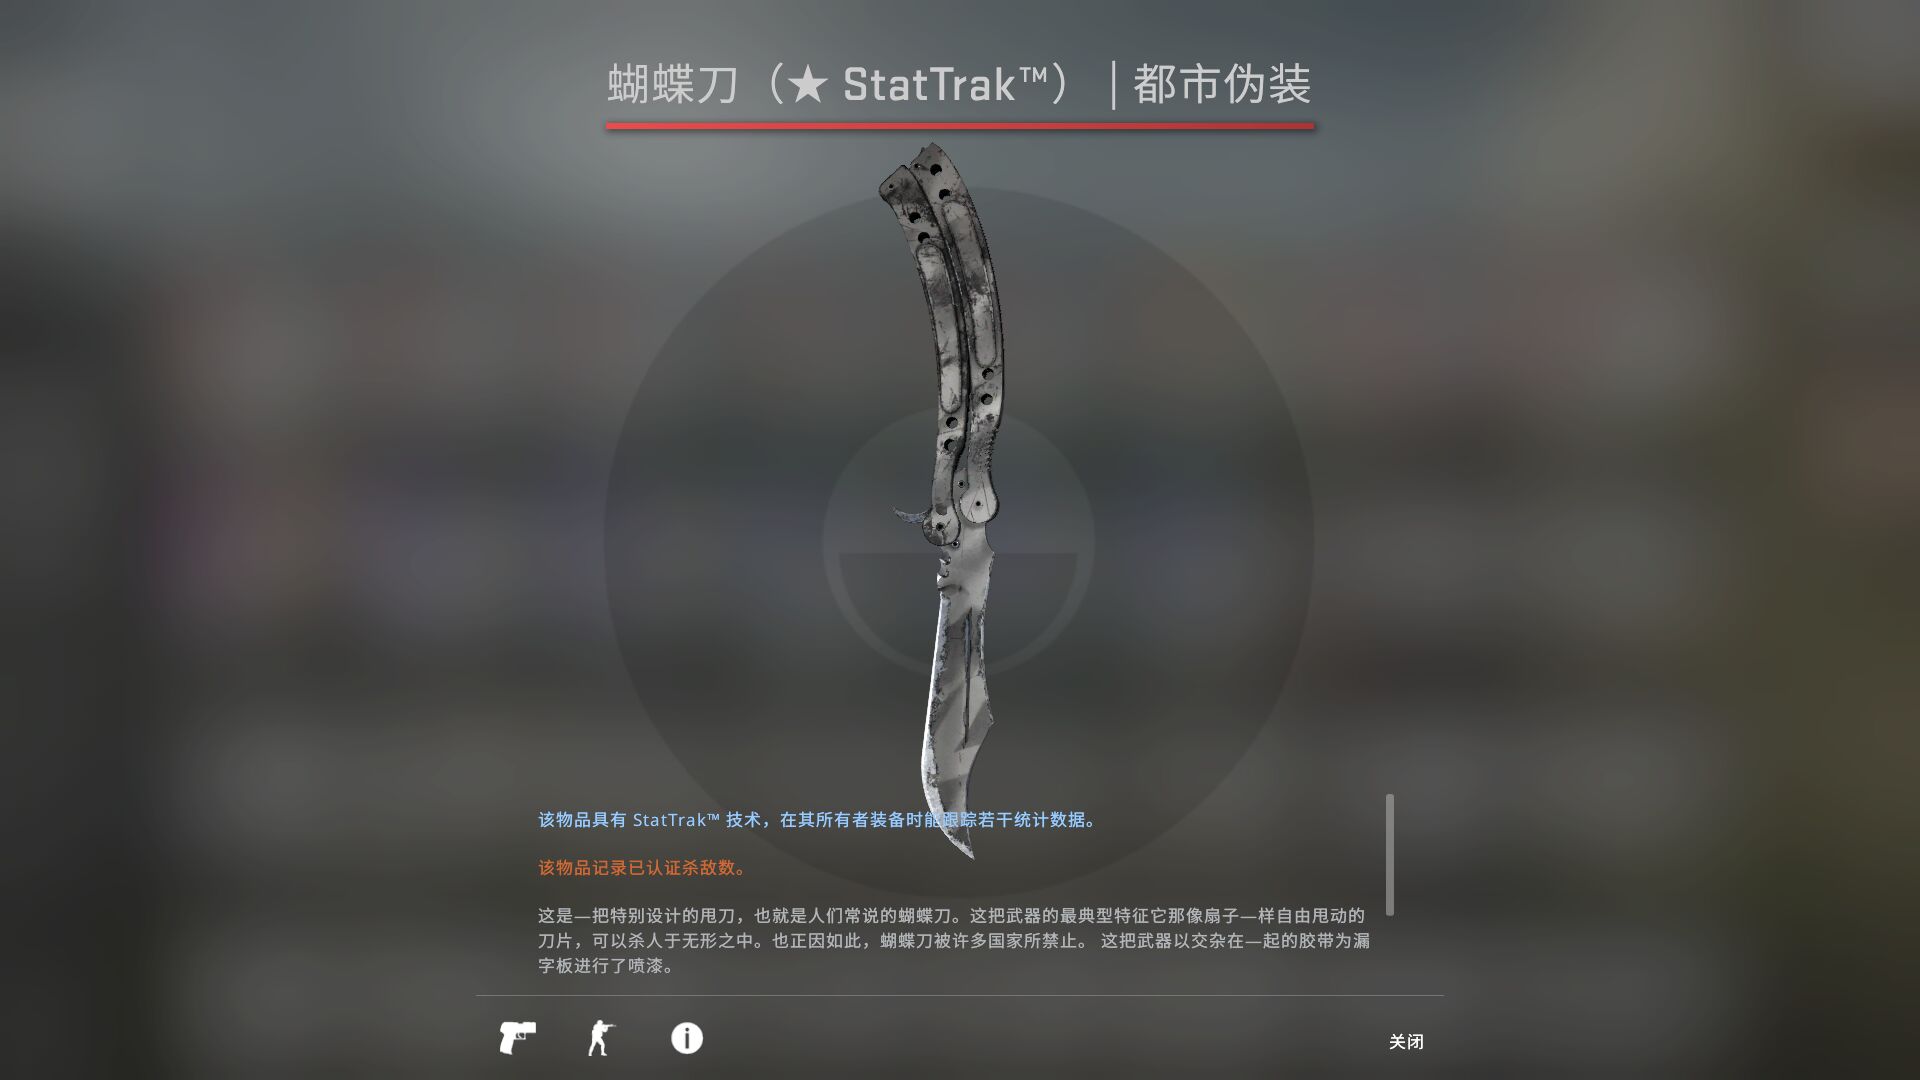 蝴蝶刀（★ StatTrak™） | 都市伪装
该物品具有 StatTrak™ 技术，在其所有者装备时能跟踪若干统计数据。
该物品记录已认证杀敌数。
这是一把特别设计的甩刀，也就是人们常说的蝴蝶刀。这把武器的最典型特征它那像扇子一样自由甩动的
刀片，可以杀人于无形之中。也正因如此，蝴蝶刀被许多国家所禁止。 这把武器以交杂在一起的胶带为漏
字板进行了喷漆。
关闭